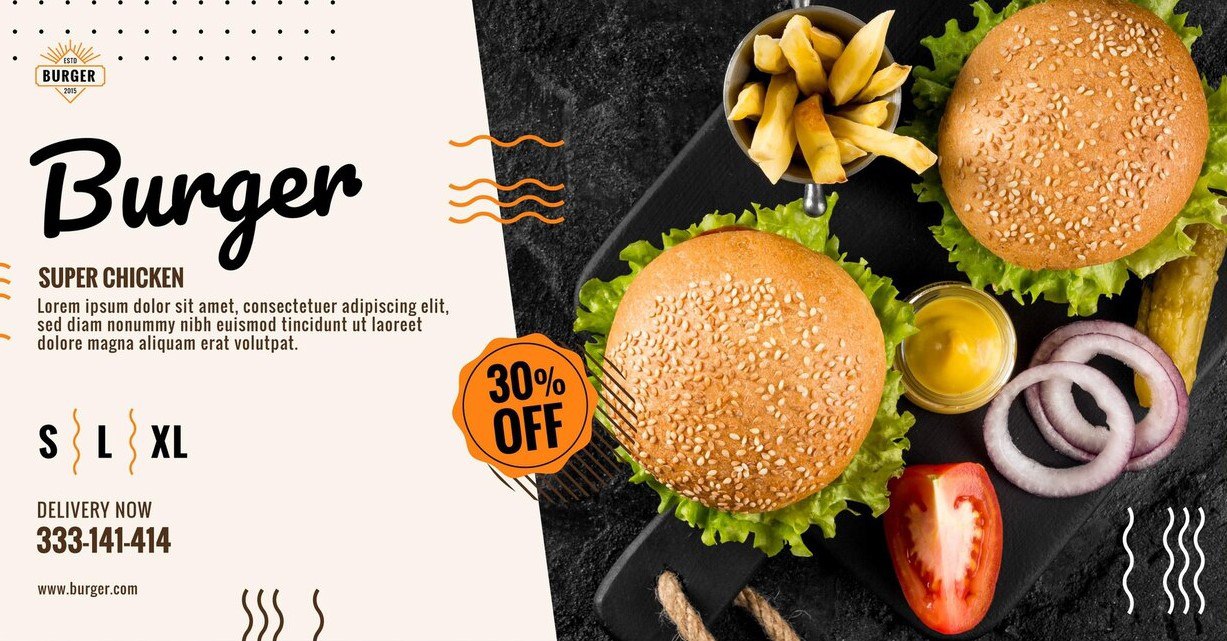 ESTD
BURGER
2015
Burger
SUPER CHICKEN
Lorem ipsum dolor sit amet, consectetuer adipiscing elit,
sed diam nonummy nibh euismod tincidunt ut laoreet
dolore magna aliquam erat volutpat.
30%
OFF
S L XL
DELIVERY NOW
333-141-414
www.burger.com